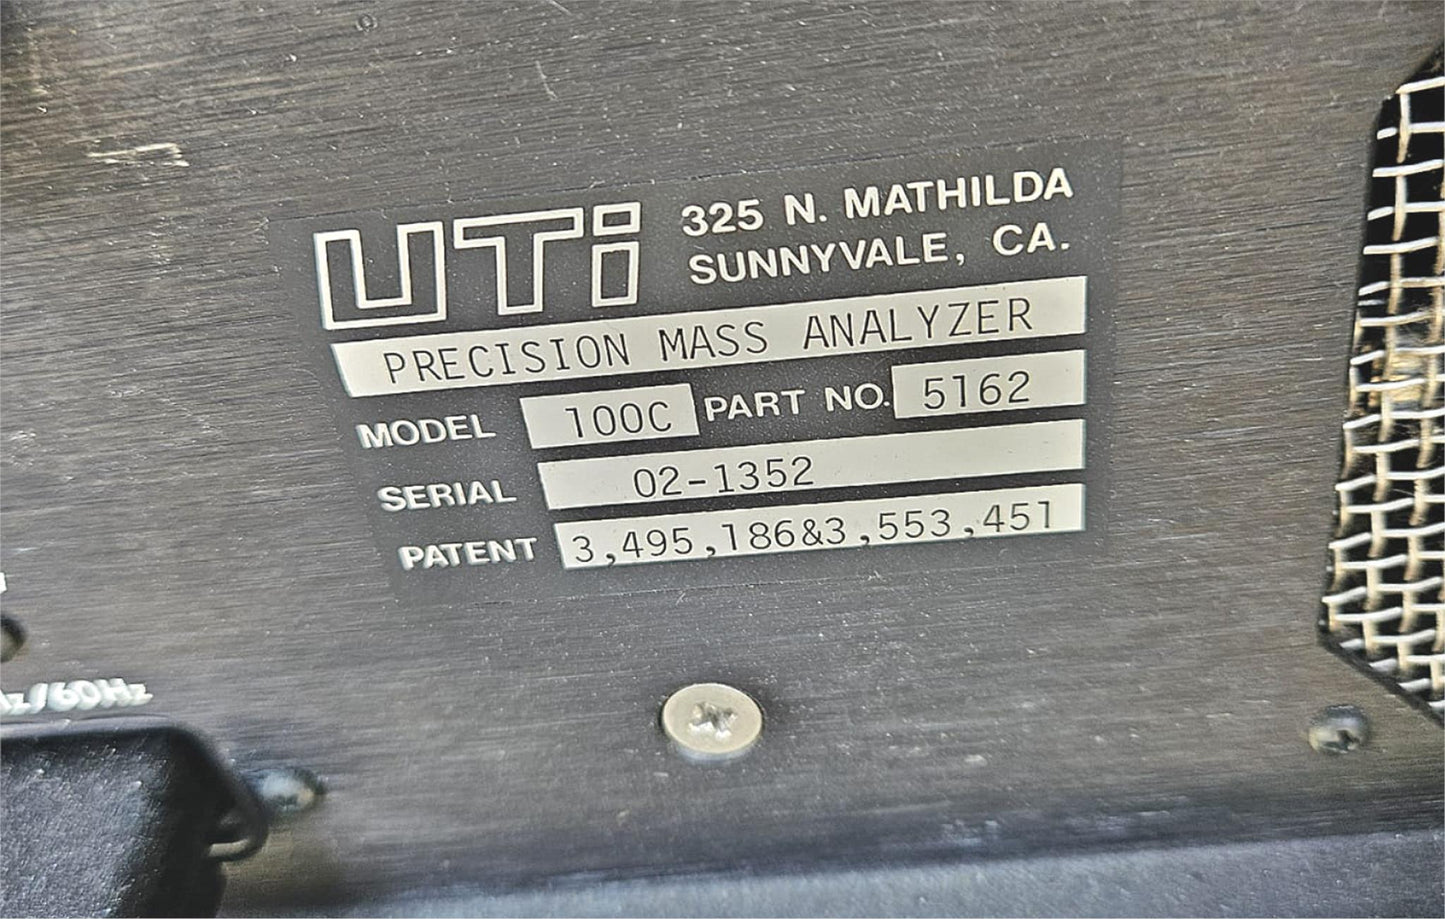 UTi
325 N. MATHILDA
SUNNYVALE, CA.
PRECISION MASS ANALYZER
MODEL 100C PART NO. 5162
SERIAL 02-1352
PATENT 3,495,186&3,553,451
/60Hz